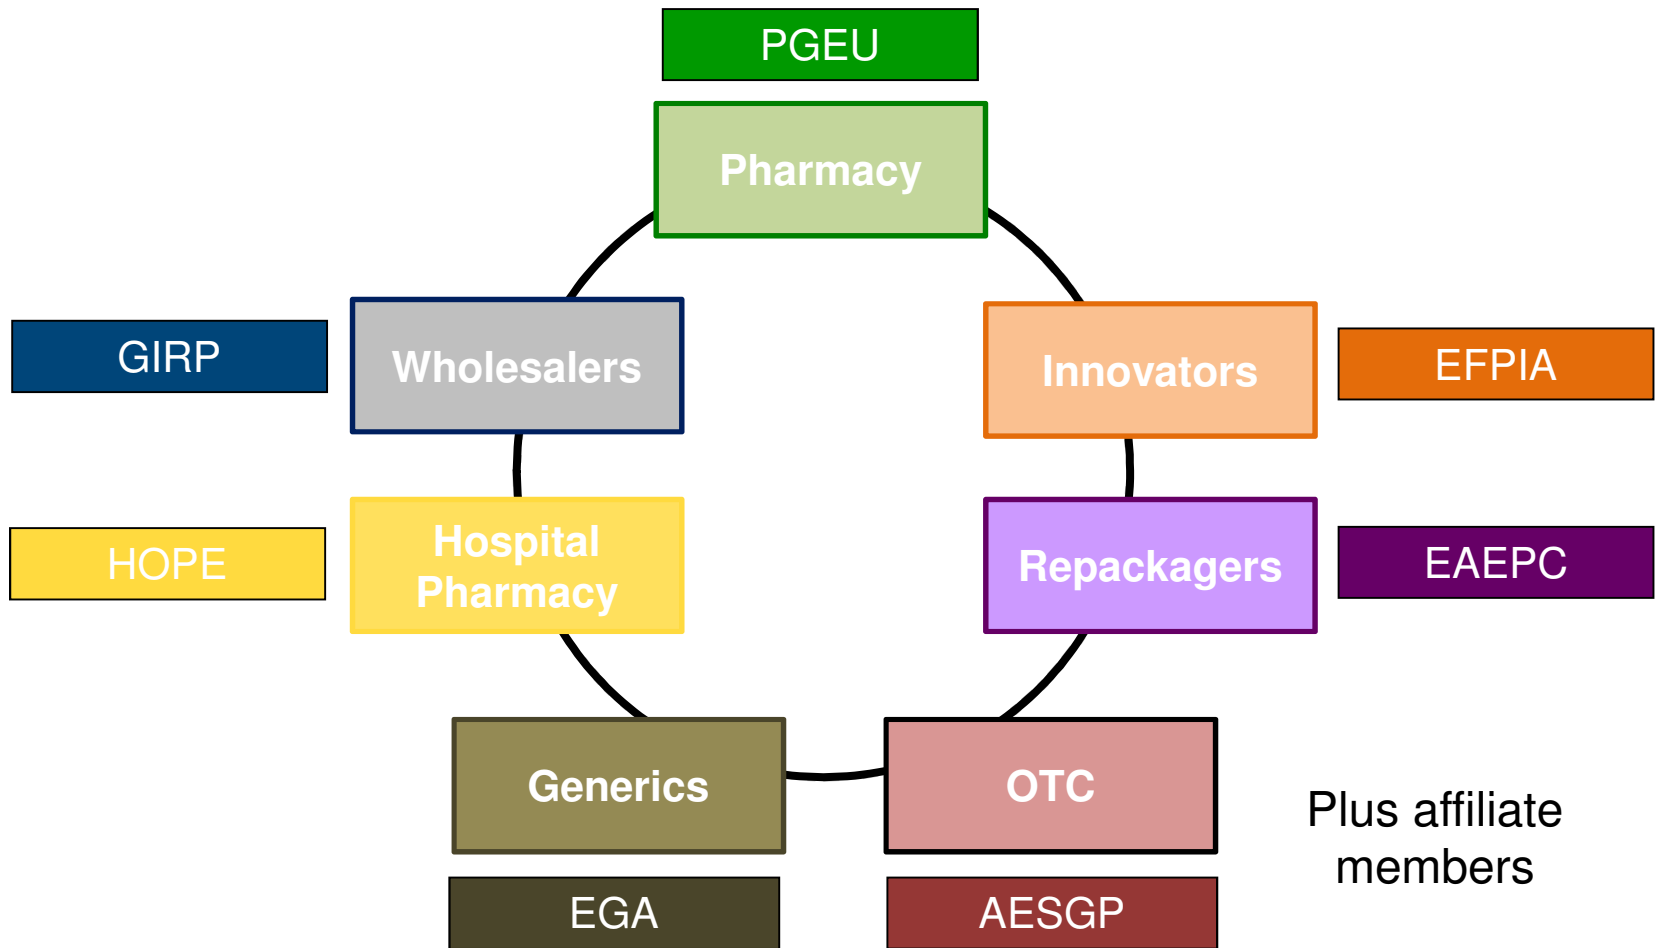 PGEU
Pharmacy
GIRP
Wholesalers
Innovators
EFPIA
HOPE
Hospital
Pharmacy
Repackagers
EAEPC
Generics
OTC
Plus affiliate
members
EGA
AESGP